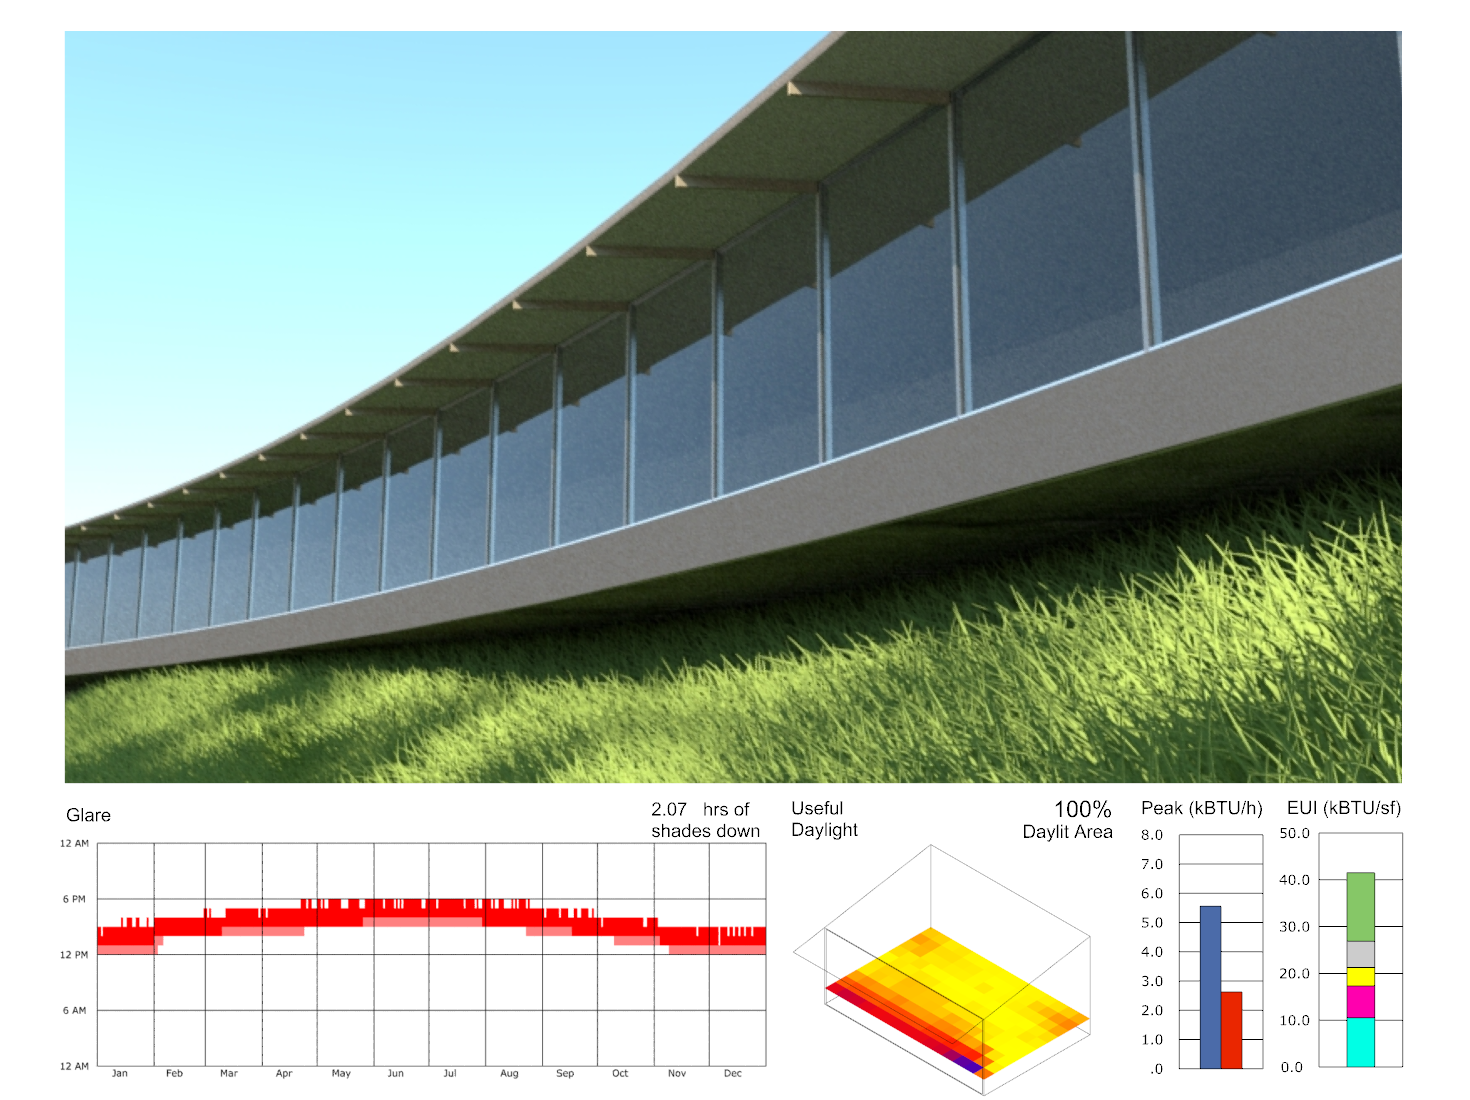 Glare
2.07 hrs of
shades down
12 AM
6 PM
12 PM
6 AM
12 AM
Jan Feb Mar Apr May Jun Jul Aug Sep Oct Nov Dec
Useful
Daylight
100%
Daylit Area
Peak (kBTU/h)
8.0
7.0
6.0
5.0
4.0
3.0
2.0
1.0
.0
EUI (kBTU/sf)
50.0
40.0
30.0
20.0
10.0
0.0